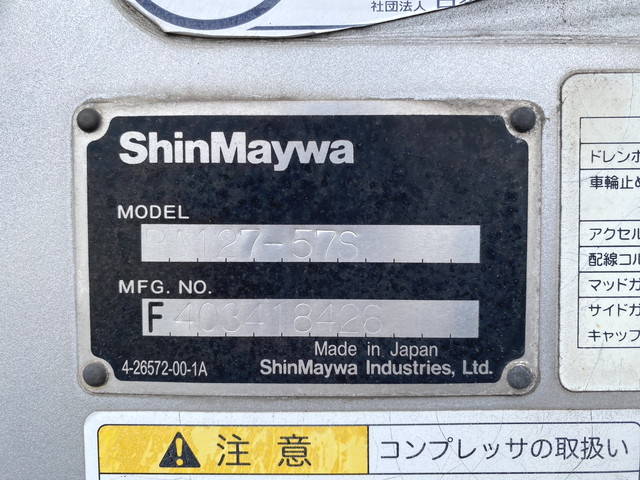 社団法人 日
ShinMaywa
MODEL
127-57S
MFG. NO.
F 403418426
Made in Japan
4-26572-00-1A
ShinMaywa Industries, Ltd.
ドレンホ
車輪止め
アクセル
配線コル
マッドガ
サイドガ
キャップ
注意
コンプレッサの取扱い